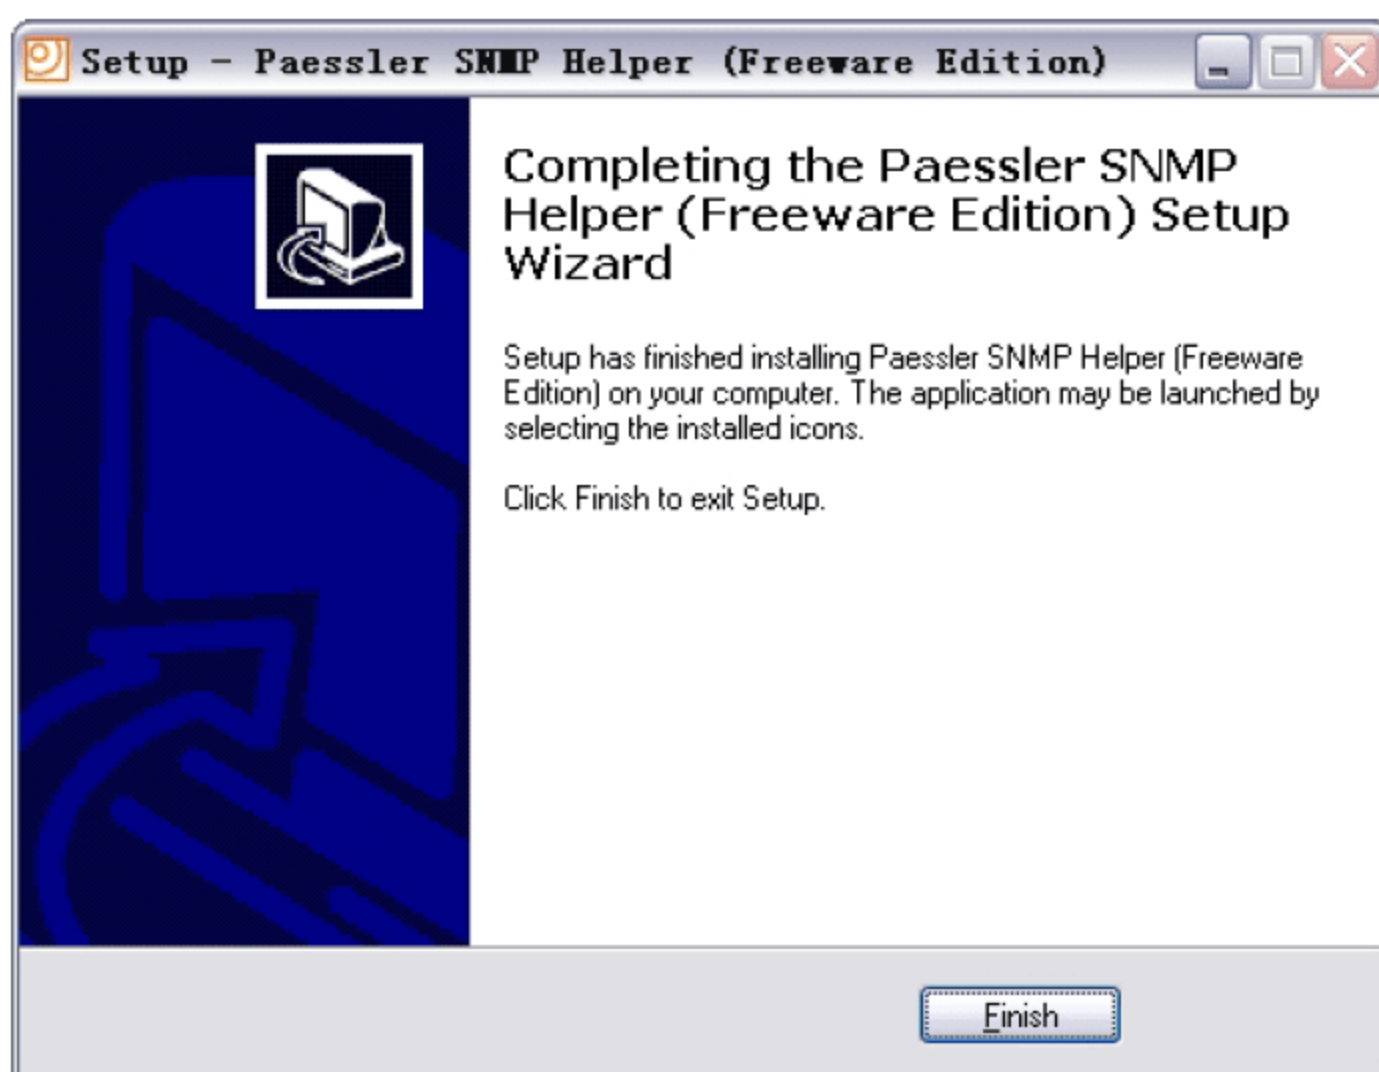 Setup - Paessler SNMP Helper (Freeware Edition)
Completing the Paessler SNMP
Helper (Freeware Edition) Setup
Wizard
Setup has finished installing Paessler SNMP Helper (Freeware
Edition) on your computer. The application may be launched by
selecting the installed icons.
Click Finish to exit Setup.
Finish